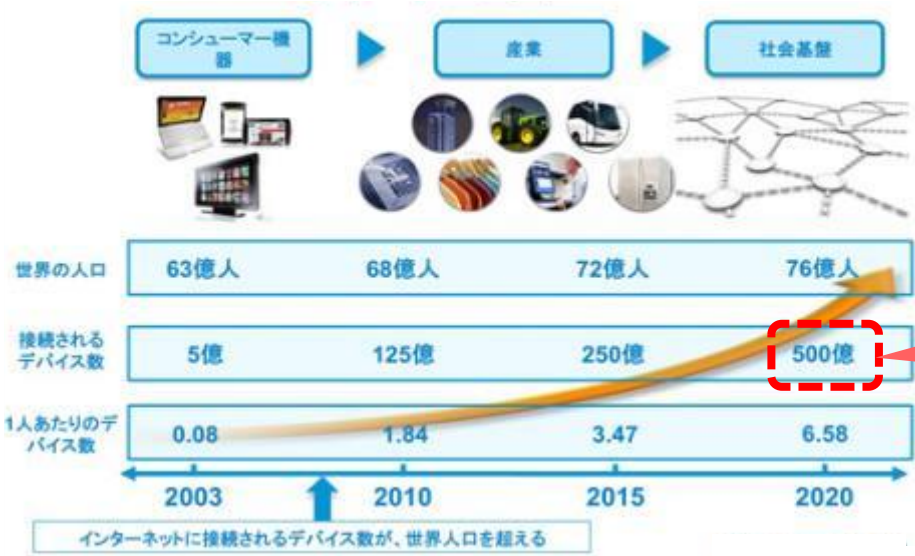 コンシューマー機
器
産業
社会基盤
世界の人口
63億人
68億人
72億人
76億人
接続される
デバイス数
5億
125億
250億
500億
1人あたりのデ
バイス数
0.08
1.84
3.47
6.58
2003
2010
2015
2020
インターネットに接続されるデバイス数が、世界人口を超える